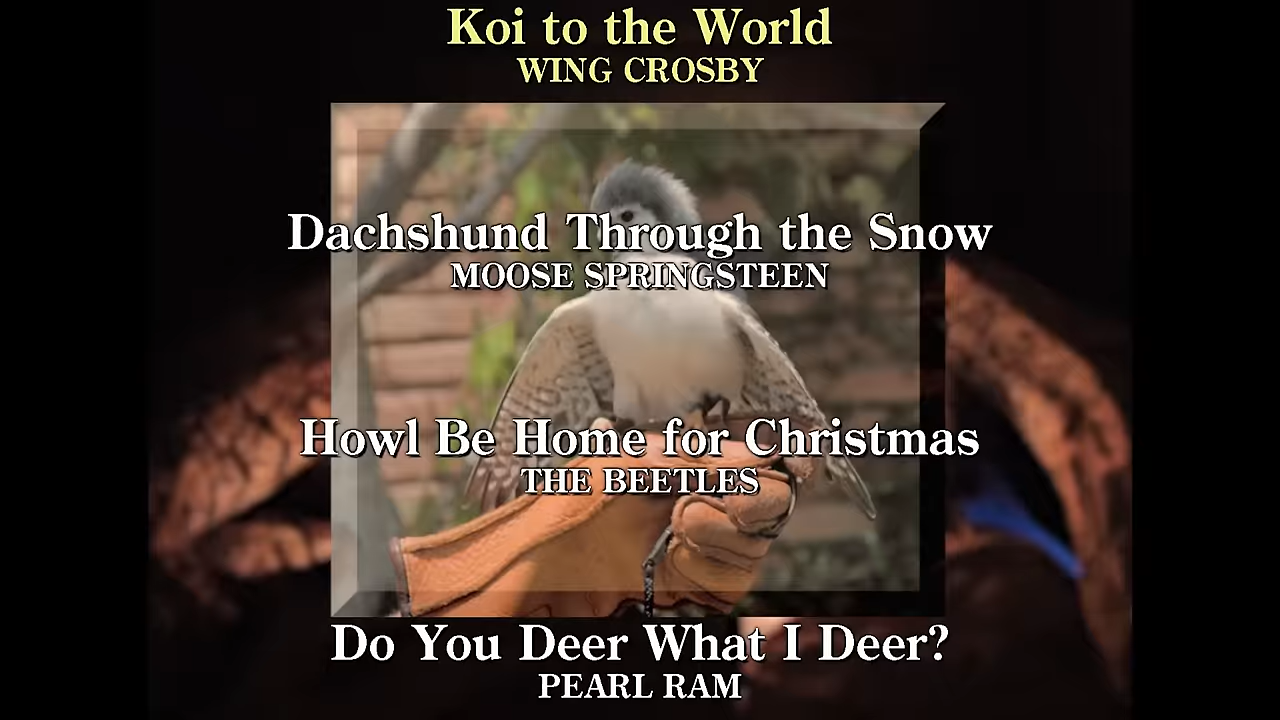 Koi to the World
WING CROSBY
Dachshund Through the Snow
MOOSE SPRINGSTEEN
Howl Be Home for Christmas
THE BEETLES
Do You Deer What I Deer?
PEARL RAM